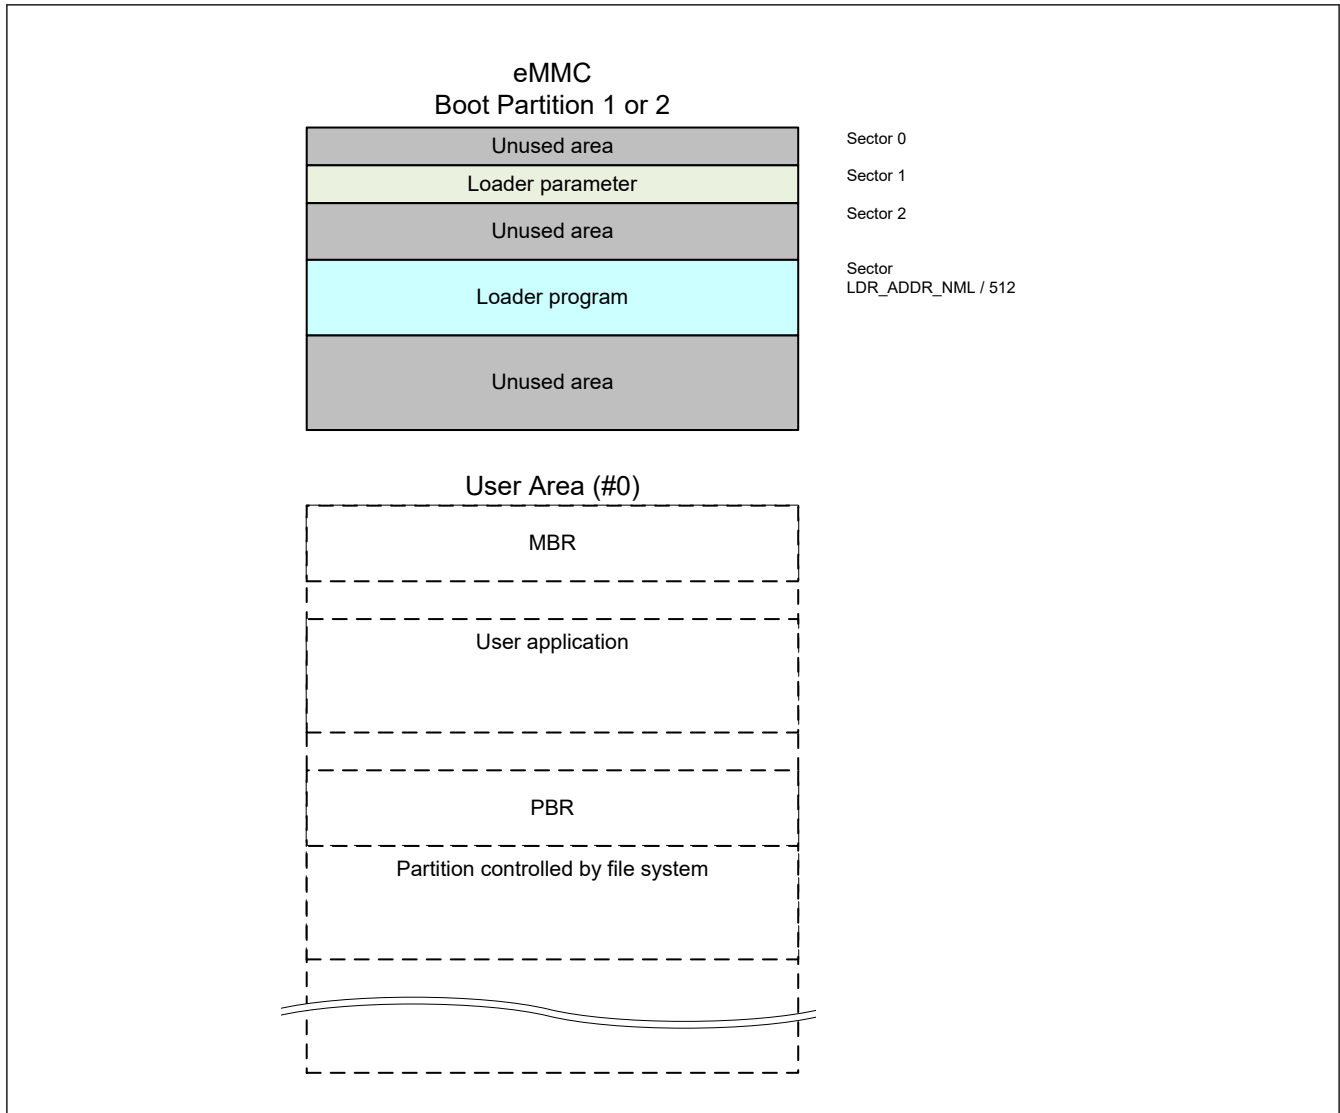 eMMC
Boot Partition 1 or 2
Unused area
Sector 0
Loader parameter
Sector 1
Unused area
Sector 2
Loader program
Sector
LDR_ADDR_NML / 512
Unused area
User Area (#0)
MBR
User application
PBR
Partition controlled by file system